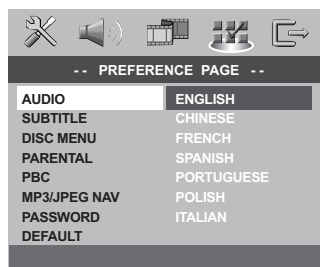 -- PREFERENCE PAGE --
AUDIO ENGLISH
SUBTITLE CHINESE
DISC MENU FRENCH
PARENTAL SPANISH
PBC PORTUGUESE
MP3/JPEG NAV POLISH
PASSWORD ITALIAN
DEFAULT